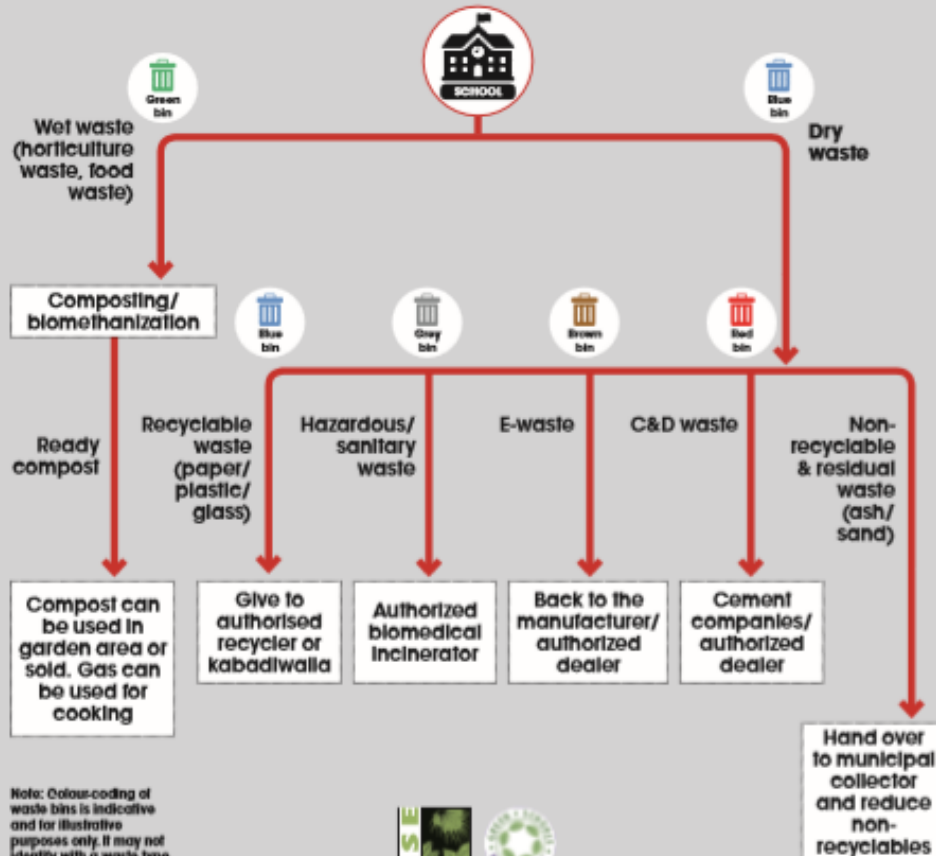 SCHOOL
Green
bin
Blue
bin
Wet waste
(horticulture
waste, food
waste)
Dry
waste
Composting/
biomethanization
Blue
bin
Grey
bin
Brown
bin
Red
bin
Ready
compost
Recyclable
waste
(paper/
plastic/
glass)
Hazardous/
sanitary
waste
E-waste
C&D waste
Non-
recyclable
& residual
waste
(ash/
sand)
Compost can
be used in
garden area or
sold. Gas can
be used for
cooking
Give to
authorised
recycler or
kabadiwalla
Authorized
biomedical
incinerator
Back to the
manufacturer/
authorized
dealer
Cement
companies/
authorized
dealer
Hand over
to municipal
collector
and reduce
non-
recyclables
Note: Colour-coding of
waste bins is indicative
and for illustrative
purposes only. It may not
identify with a waste type
SE